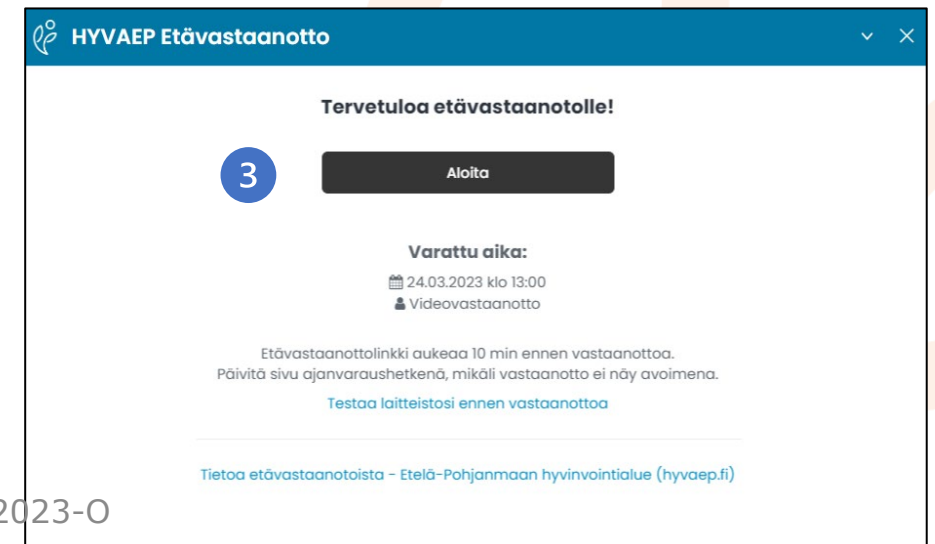 HYVAEP Etävastaanotto
Tervetuloa etävastaanotolle!
3
Aloita
Varattu aika:
24.03.2023 klo 13:00
Videovastaanotto
Etävastaanottolinkki aukeaa 10 min ennen vastaanottoa.
Päivitä sivu ajanvaraushetkenä, mikäli vastaanotto ei näy avoimena.
Testaa laitteistosi ennen vastaanottoa
Tietoa etävastaanotoista - Etelä-Pohjanmaan hyvinvointialue (hyvaep.fi)
2023-O